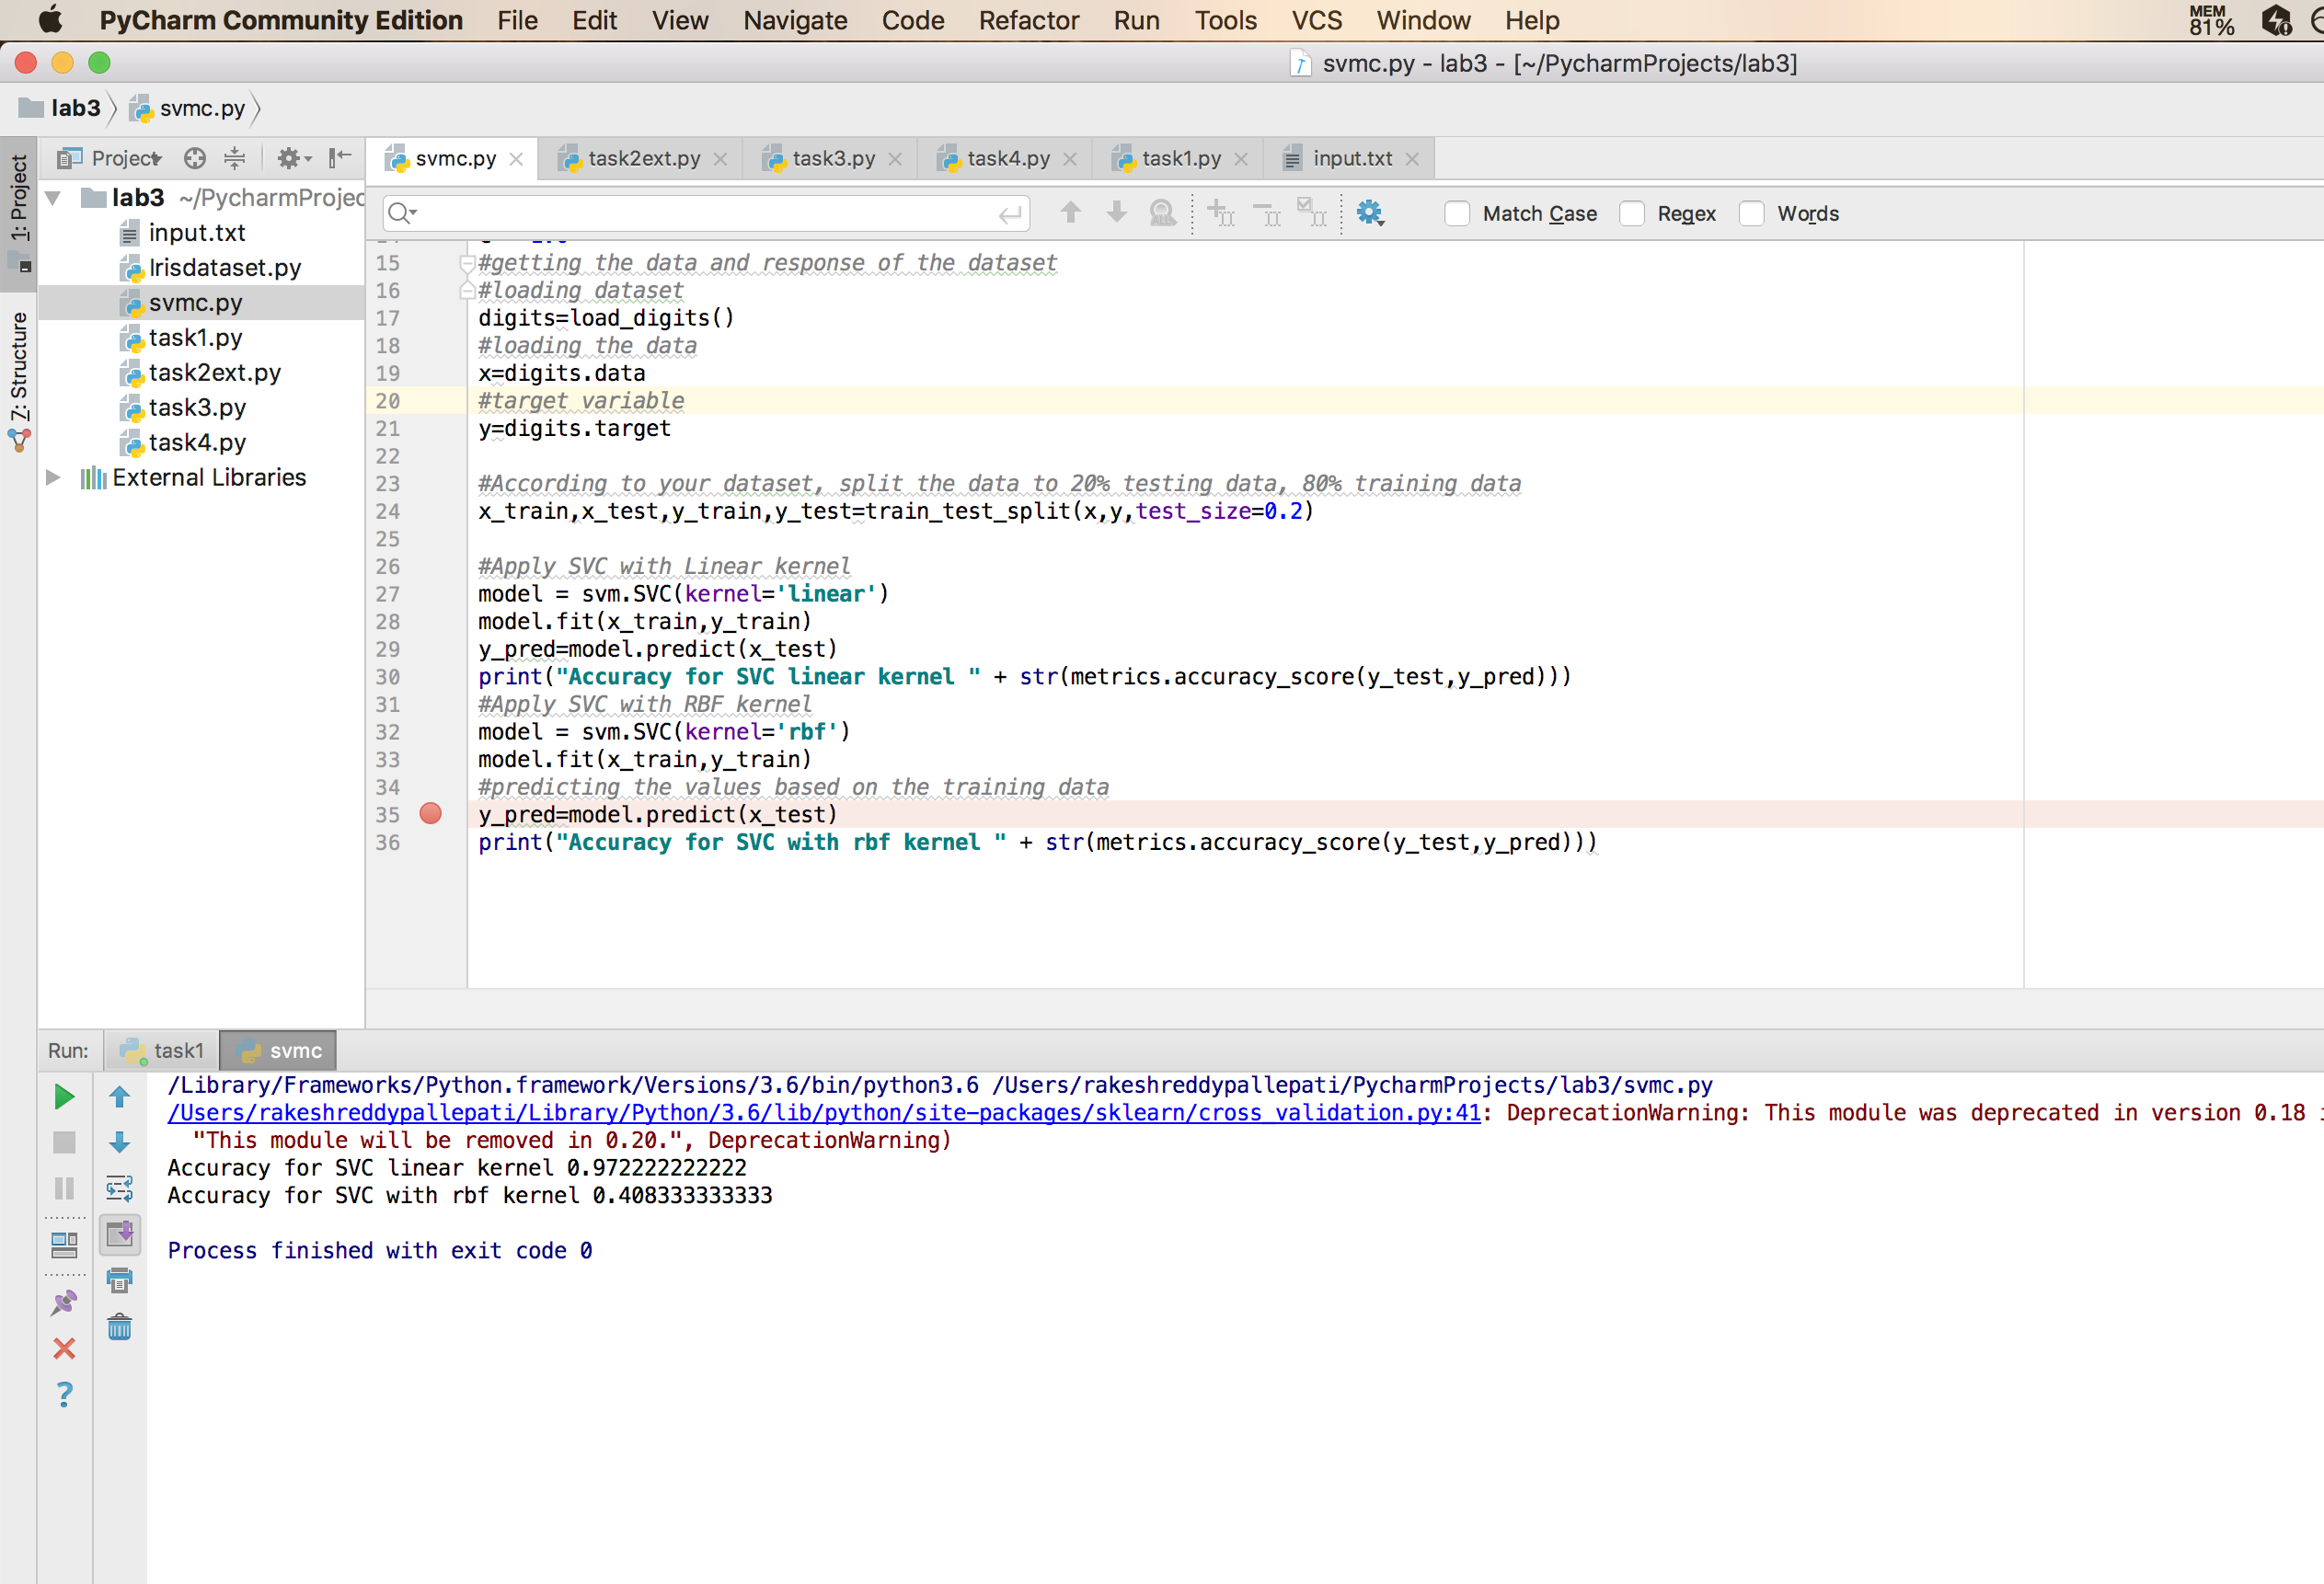 PyCharm Community Edition File Edit View Navigate Code Refactor Run Tools VCS Window Help MEM 81%
svmc.py - lab3 - [~/PycharmProjects/lab3]
lab3 svmc.py
Project svmc.py task2ext.py task3.py task4.py task1.py input.txt
1: Project
Z: Structure
lab3 ~/PycharmProjec
input.txt
Irisdataset.py
svmc.py
task1.py
task2ext.py
task3.py
task4.py
External Libraries
Match Case Regex Words
15 #getting the data and response of the dataset
16 #loading dataset
17 digits=load_digits()
18 #loading the data
19 x=digits.data
20 #target variable
21 y=digits.target
22
23 #According to your dataset, split the data to 20% testing data, 80% training data
24 x_train,x_test,y_train,y_test=train_test_split(x,y,test_size=0.2)
25
26 #Apply SVC with Linear kernel
27 model = svm.SVC(kernel='linear')
28 model.fit(x_train,y_train)
29 y_pred=model.predict(x_test)
30 print("Accuracy for SVC linear kernel " + str(metrics.accuracy_score(y_test,y_pred)))
31 #Apply SVC with RBF kernel
32 model = svm.SVC(kernel='rbf')
33 model.fit(x_train,y_train)
34 #predicting the values based on the training data
35 y_pred=model.predict(x_test)
36 print("Accuracy for SVC with rbf kernel " + str(metrics.accuracy_score(y_test,y_pred)))
Run: task1 svmc
/Library/Frameworks/Python.framework/Versions/3.6/bin/python3.6 /Users/rakeshreddypallepati/PycharmProjects/lab3/svmc.py
/Users/rakeshreddypallepati/Library/Python/3.6/lib/python/site-packages/sklearn/cross_validation.py:41: DeprecationWarning: This module was deprecated in version 0.18
"This module will be removed in 0.20.", DeprecationWarning)
Accuracy for SVC linear kernel 0.972222222222
Accuracy for SVC with rbf kernel 0.408333333333
Process finished with exit code 0